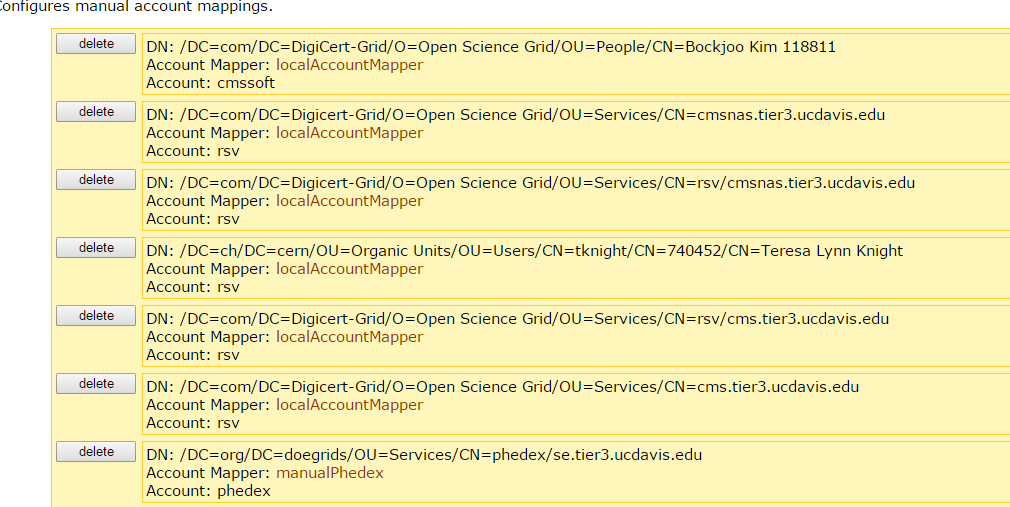 onfigures manual account mappings.
delete
DN: /DC=com/DC=DigiCert-Grid/O=Open Science Grid/OU=People/CN=Bockjoo Kim 118811
Account Mapper: localAccountMapper
Account: cmssoft
delete
DN: /DC=com/DC=Digicert-Grid/O=Open Science Grid/OU=Services/CN=cmsnas.tier3.ucdavis.edu
Account Mapper: localAccountMapper
Account: rsv
delete
DN: /DC=com/DC=Digicert-Grid/O=Open Science Grid/OU=Services/CN=rsv/cmsnas.tier3.ucdavis.edu
Account Mapper: localAccountMapper
Account: rsv
delete
DN: /DC=ch/DC=cern/OU=Organic Units/OU=Users/CN=tknight/CN=740452/CN=Teresa Lynn Knight
Account Mapper: localAccountMapper
Account: rsv
delete
DN: /DC=com/DC=Digicert-Grid/O=Open Science Grid/OU=Services/CN=rsv/cms.tier3.ucdavis.edu
Account Mapper: localAccountMapper
Account: rsv
delete
DN: /DC=com/DC=Digicert-Grid/O=Open Science Grid/OU=Services/CN=cms.tier3.ucdavis.edu
Account Mapper: localAccountMapper
Account: rsv
delete
DN: /DC=org/DC=doegrids/OU=Services/CN=phedex/se.tier3.ucdavis.edu
Account Mapper: manualPhedex
Account: phedex